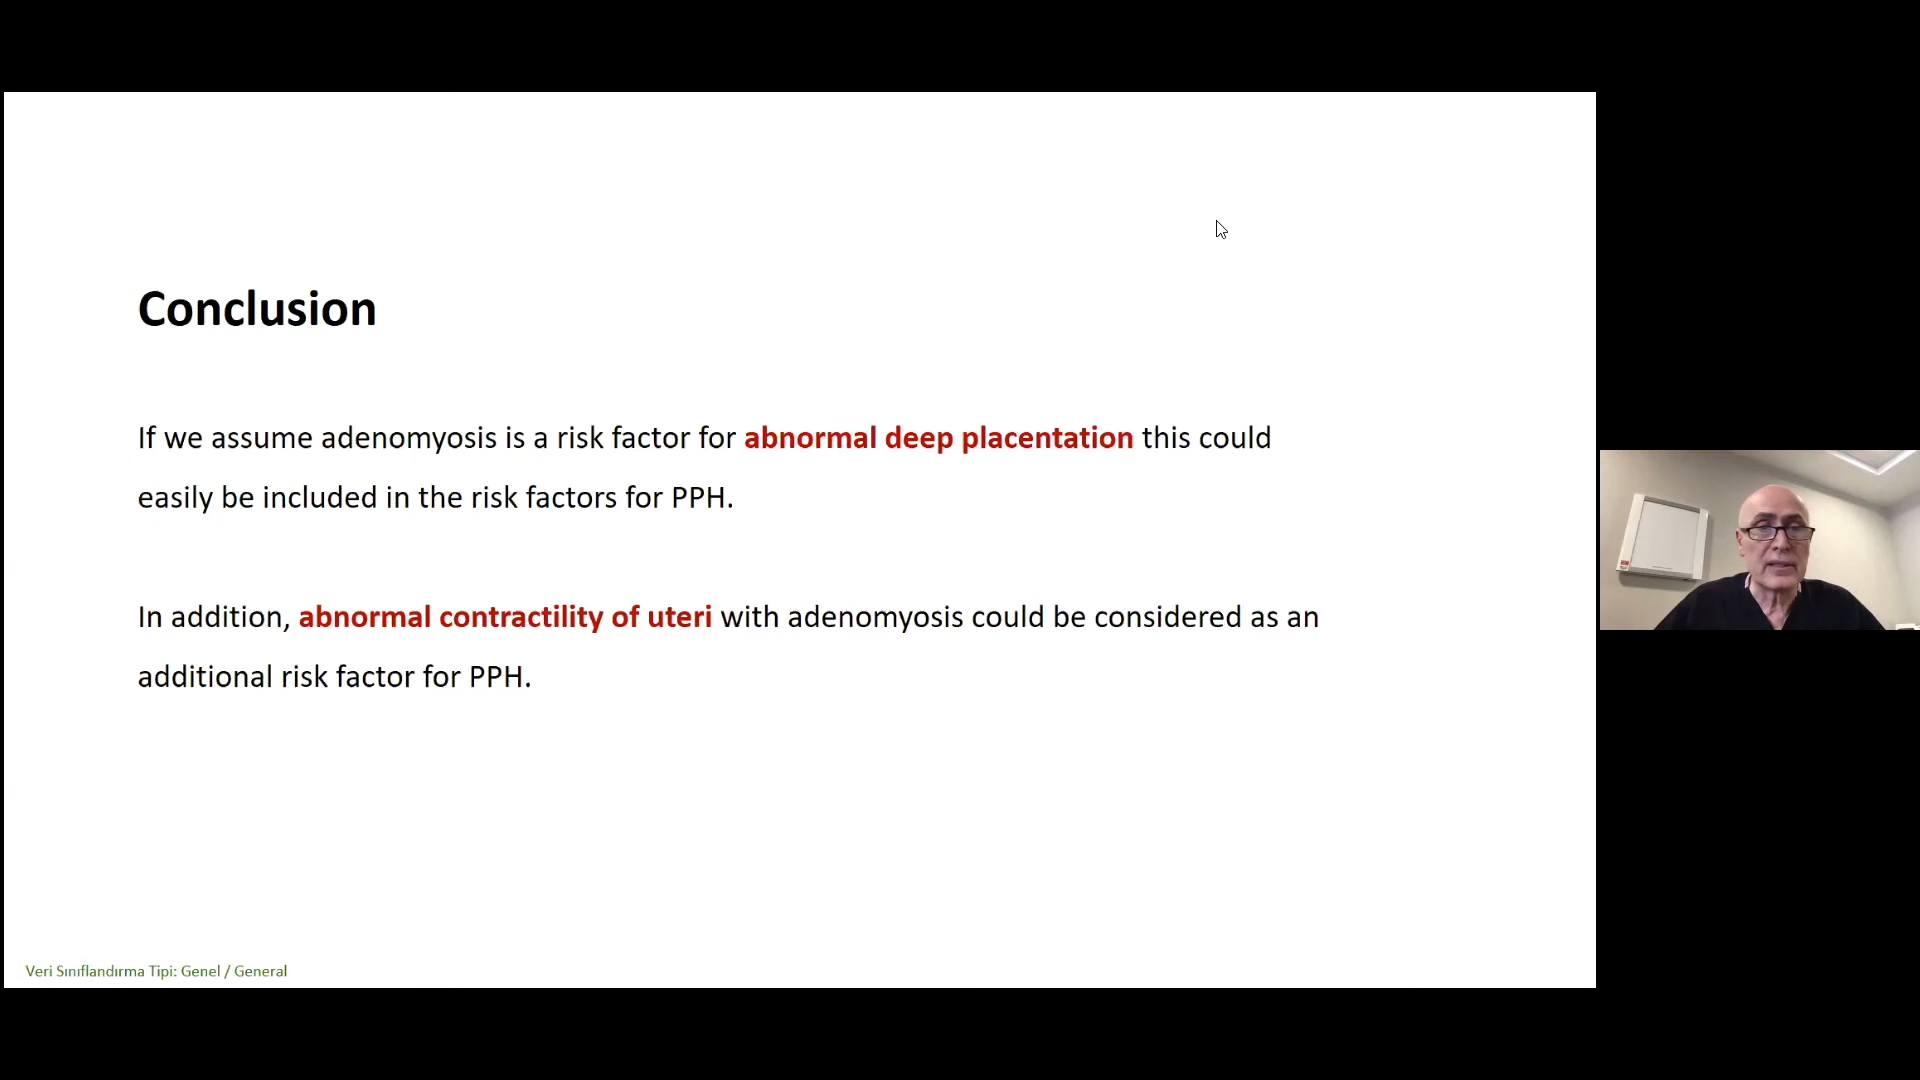 Conclusion
If we assume adenomyosis is a risk factor for abnormal deep placentation this could
easily be included in the risk factors for PPH.
In addition, abnormal contractility of uteri with adenomyosis could be considered as an
additional risk factor for PPH.
Veri Sınıflandırma Tipi: Genel / General